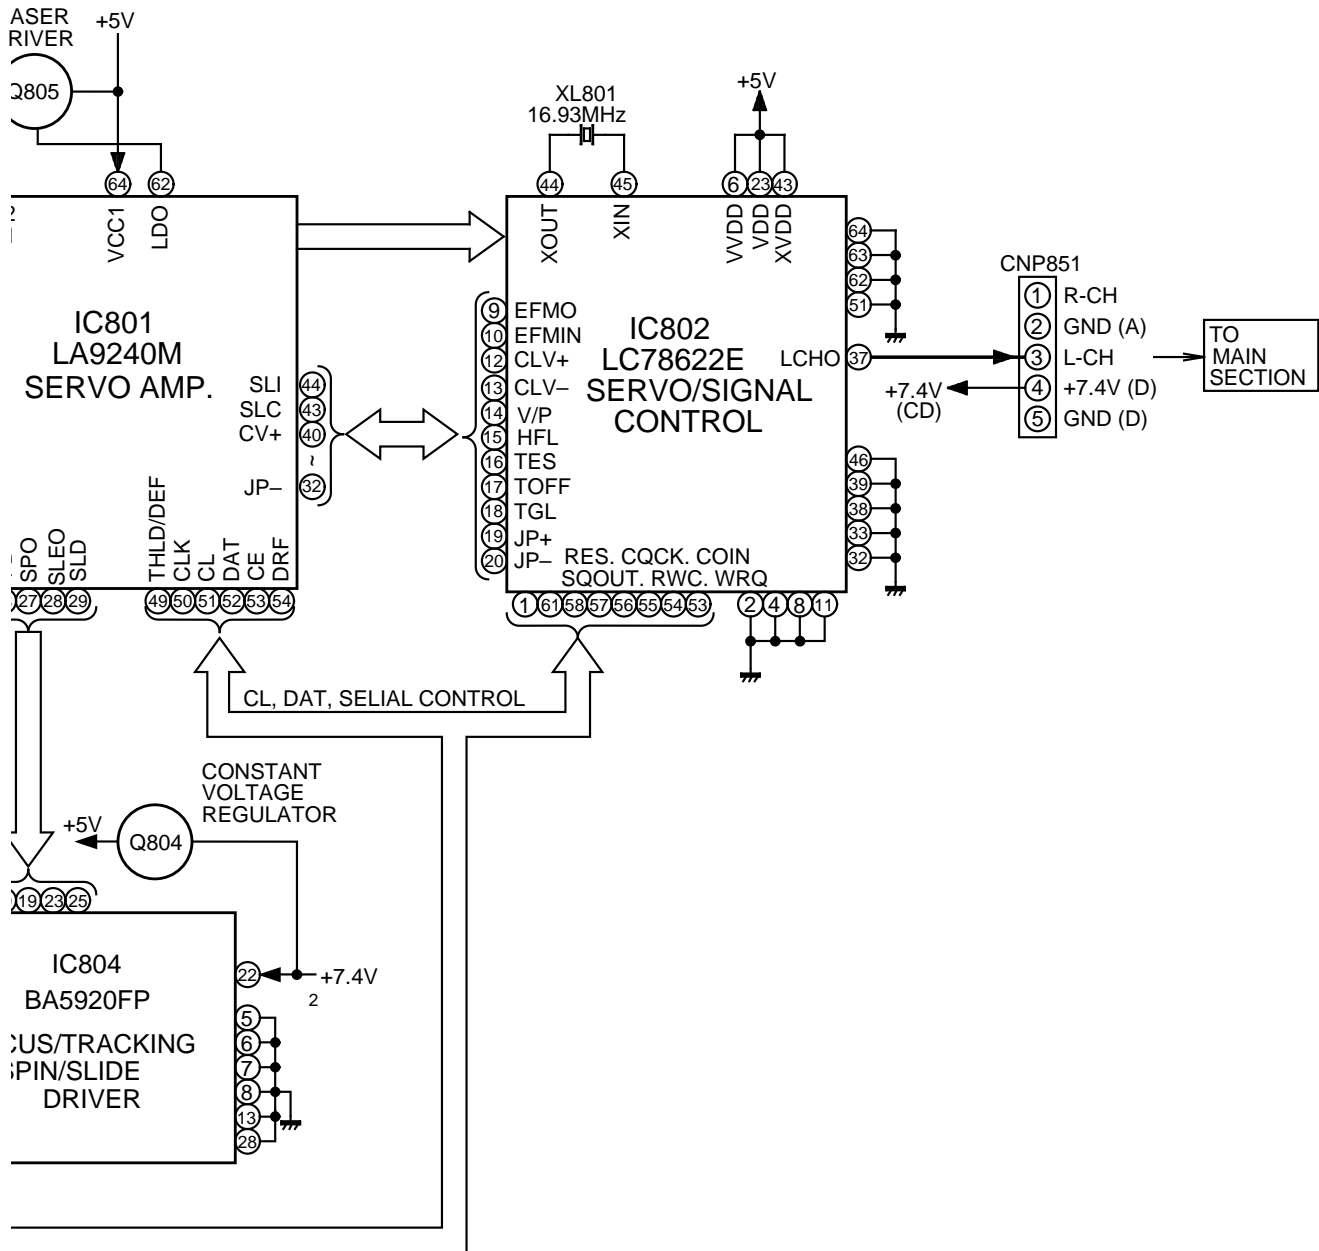 ASER
RIVER
+5V
Q805
XL801
16.93MHz
+5V
64
62
44
45
6
23
43
VCC1
LDO
XOUT
XIN
VVDD
VDD
XVDD
64
63
62
51
CNP851
1 R-CH
2 GND (A)
3 L-CH
4 +7.4V (D)
5 GND (D)
TO
MAIN
SECTION
+7.4V
(CD)
IC801
LA9240M
SERVO AMP.
SLI 44
SLC 43
CV+ 40
~
JP– 32
9 EFMO
10 EFMIN
12 CLV+
13 CLV–
14 V/P
15 HFL
16 TES
17 TOFF
18 TGL
19 JP+
20 JP–
IC802
LC78622E
SERVO/SIGNAL
CONTROL
LCHO 37
46
39
38
33
32
RES. CQCK. COIN
SQOUT. RWC. WRQ
SPO
SLEO
SLD
THLD/DEF
CLK
CL
DAT
CE
DRF
27 28 29
49 50 51 52 53 54
1 61 58 57 56 55 54 53
2 4 8 11
CL, DAT, SELIAL CONTROL
CONSTANT
VOLTAGE
REGULATOR
+5V
Q804
19 23 25
IC804
BA5920FP
CUS/TRACKING
SPIN/SLIDE
DRIVER
22
+7.4V
2
5
6
7
8
13
28